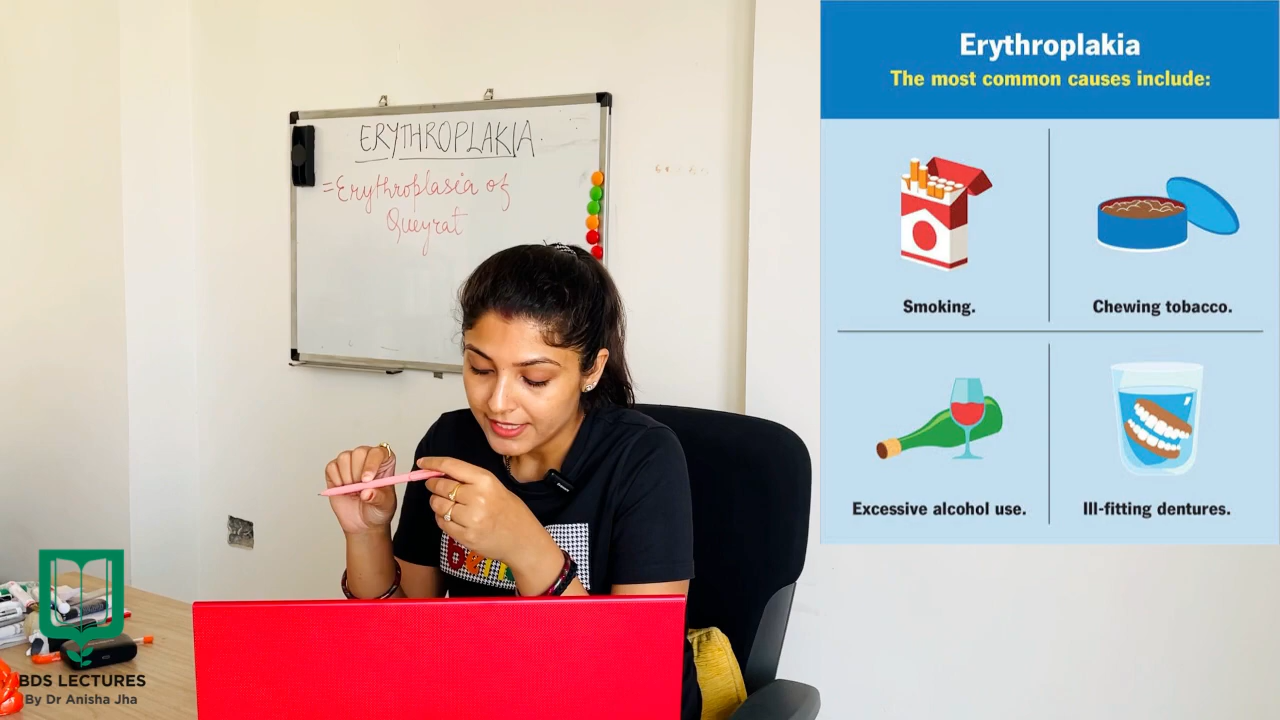 ERYTHROPLAKIA.
=Erythroplasia of
Queyrat
Erythroplakia
The most common causes include:
Smoking.
Chewing tobacco.
Excessive alcohol use.
Ill-fitting dentures.
BDS LECTURES
By Dr Anisha Jha